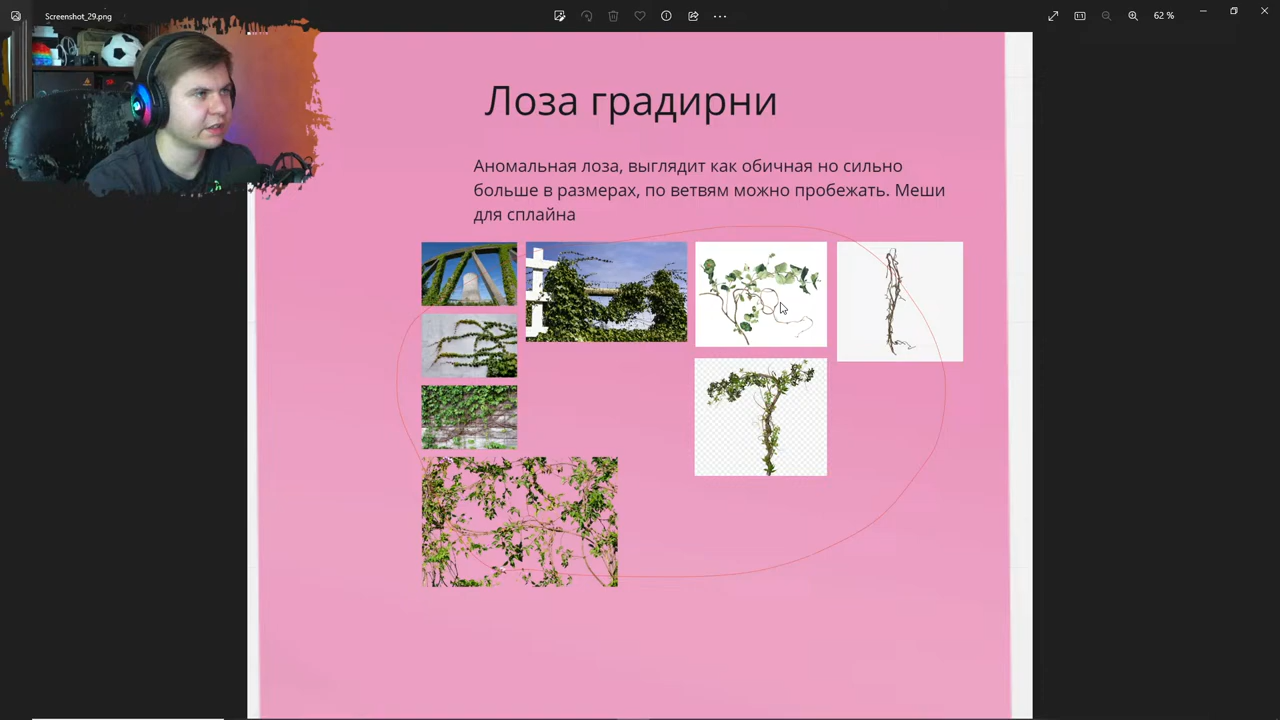 Screenshot_29.png
62 %
Лоза градирни
Аномальная лоза, выглядит как обичная но сильно
больше в размерах, по ветвям можно пробежать. Меши
для сплайна